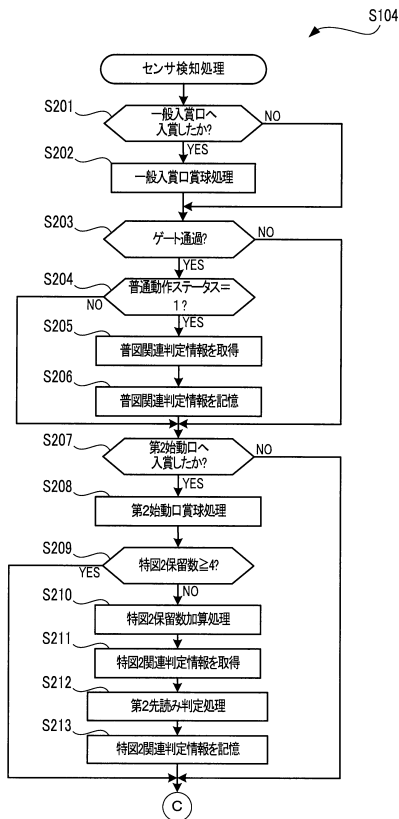 S104
センサ検知処理
S201
一般入賞口へ
入賞したか?
NO
YES
S202
一般入賞口賞球処理
S203
ゲート通過?
NO
YES
S204
普通動作ステータス=
1?
NO
YES
S205
普図関連判定情報を取得
S206
普図関連判定情報を記憶
S207
第2始動口へ
入賞したか?
NO
YES
S208
第2始動口賞球処理
S209
特図2保留数≧4?
YES
NO
S210
特図2保留数加算処理
S211
特図2関連判定情報を取得
S212
第2先読み判定処理
S213
特図2関連判定情報を記憶
C